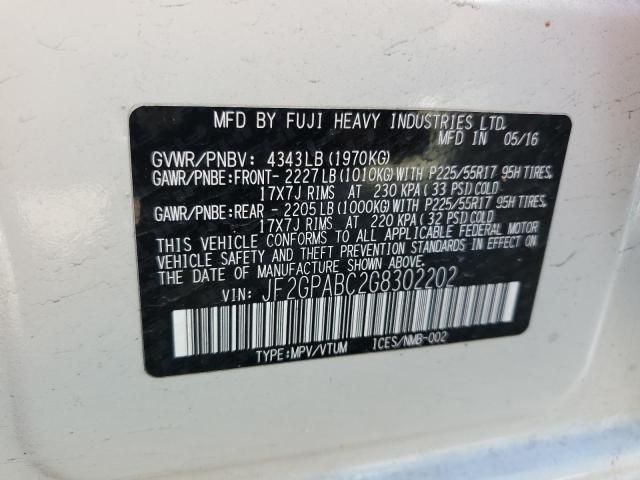 MFD BY FUJI HEAVY INDUSTRIES LTD.
MFD IN 05/16
GVWR/PNBV: 4343LB (1970KG)
GAWR/PNBE:FRONT- 2227LB (1010KG)WITH P225/55R17 95H TIRES,
17X7J RIMS AT 230 KPA ( 33 PSI)COLD
GAWR/PNBE:REAR - 2205LB (1000KG)WITH P225/55R17 95H TIRES,
17X7J RIMS AT 220 KPA ( 32 PSI)COLD
THIS VEHICLE CONFORMS TO ALL APPLICABLE FEDERAL MOTOR
VEHICLE SAFETY AND BUMPER STANDARDS IN EFFECT ON
THIS DATE OF MANUFACTURE SHOWN ABOVE.
VIN: JF2GPABC2G8302202
TYPE:MPV/VTUM 1CES/NMB-002